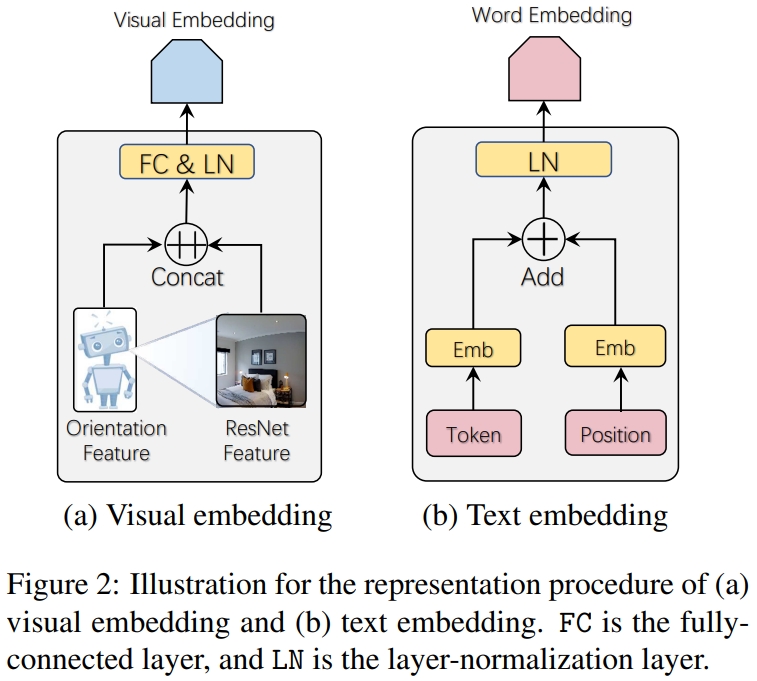 Visual Embedding
FC & LN
Concat
Orientation
Feature
ResNet
Feature
(a) Visual embedding
Word Embedding
LN
Add
Emb
Emb
Token
Position
(b) Text embedding
Figure 2: Illustration for the representation procedure of (a)
visual embedding and (b) text embedding. FC is the fully-
connected layer, and LN is the layer-normalization layer.